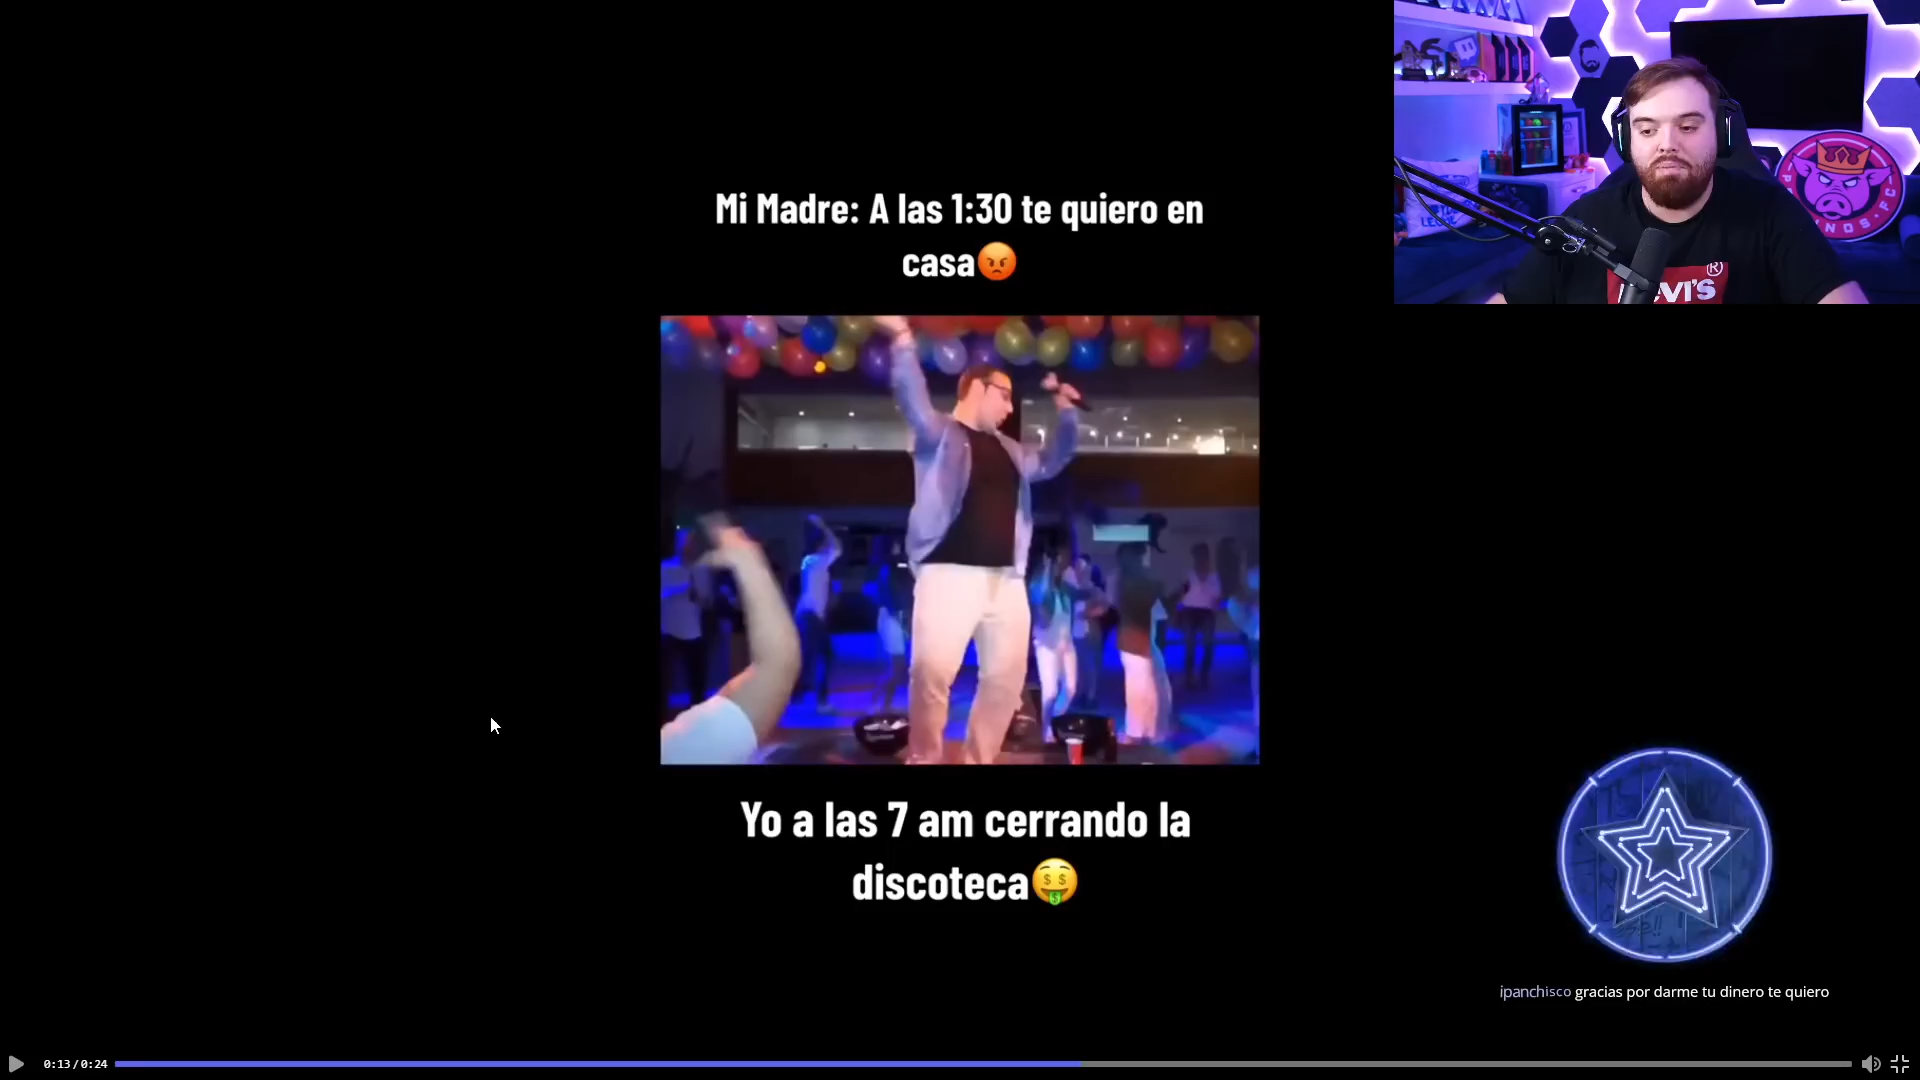 Mi Madre: A las 1:30 te quiero en
casa😡
Yo a las 7 am cerrando la
discoteca🤑
ipanchisco gracias por darme tu dinero te quiero
0:13/0:24